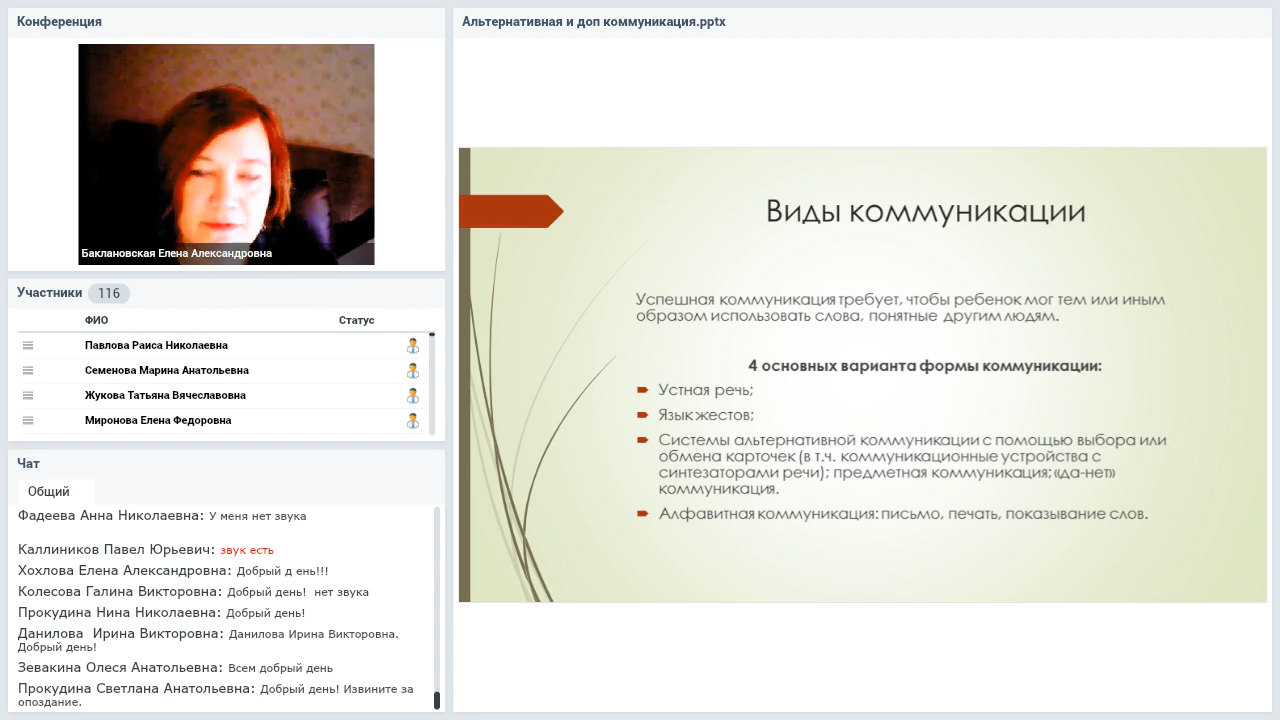 Конференция
Баклановская Елена Александровна
Участники 116
ФИО Статус
Павлова Раиса Николаевна
Семенова Марина Анатольевна
Жукова Татьяна Вячеславовна
Миронова Елена Федоровна
Чат
Общий
Фадеева Анна Николаевна: У меня нет звука
Каллиников Павел Юрьевич: звук есть
Хохлова Елена Александровна: Добрый д ень!!!
Колесова Галина Викторовна: Добрый день!  нет звука
Прокудина Нина Николаевна: Добрый день!
Данилова  Ирина Викторовна: Данилова Ирина Викторовна.
Добрый день!
Зевакина Олеся Анатольевна: Всем добрый день
Прокудина Светлана Анатольевна: Добрый день! Извините за
опоздание.
Альтернативная и доп коммуникация.pptx
Виды коммуникации
Успешная коммуникация требует, чтобы ребенок мог тем или иным
образом использовать слова, понятные другим людям.
4 основных варианта формы коммуникации:
Устная речь;
Язык жестов;
Системы альтернативной коммуникации с помощью выбора или
обмена карточек (в т.ч. коммуникационные устройства с
синтезаторами речи); предметная коммуникация; «да-нет»
коммуникация.
Алфавитная коммуникация: письмо, печать, показывание слов.